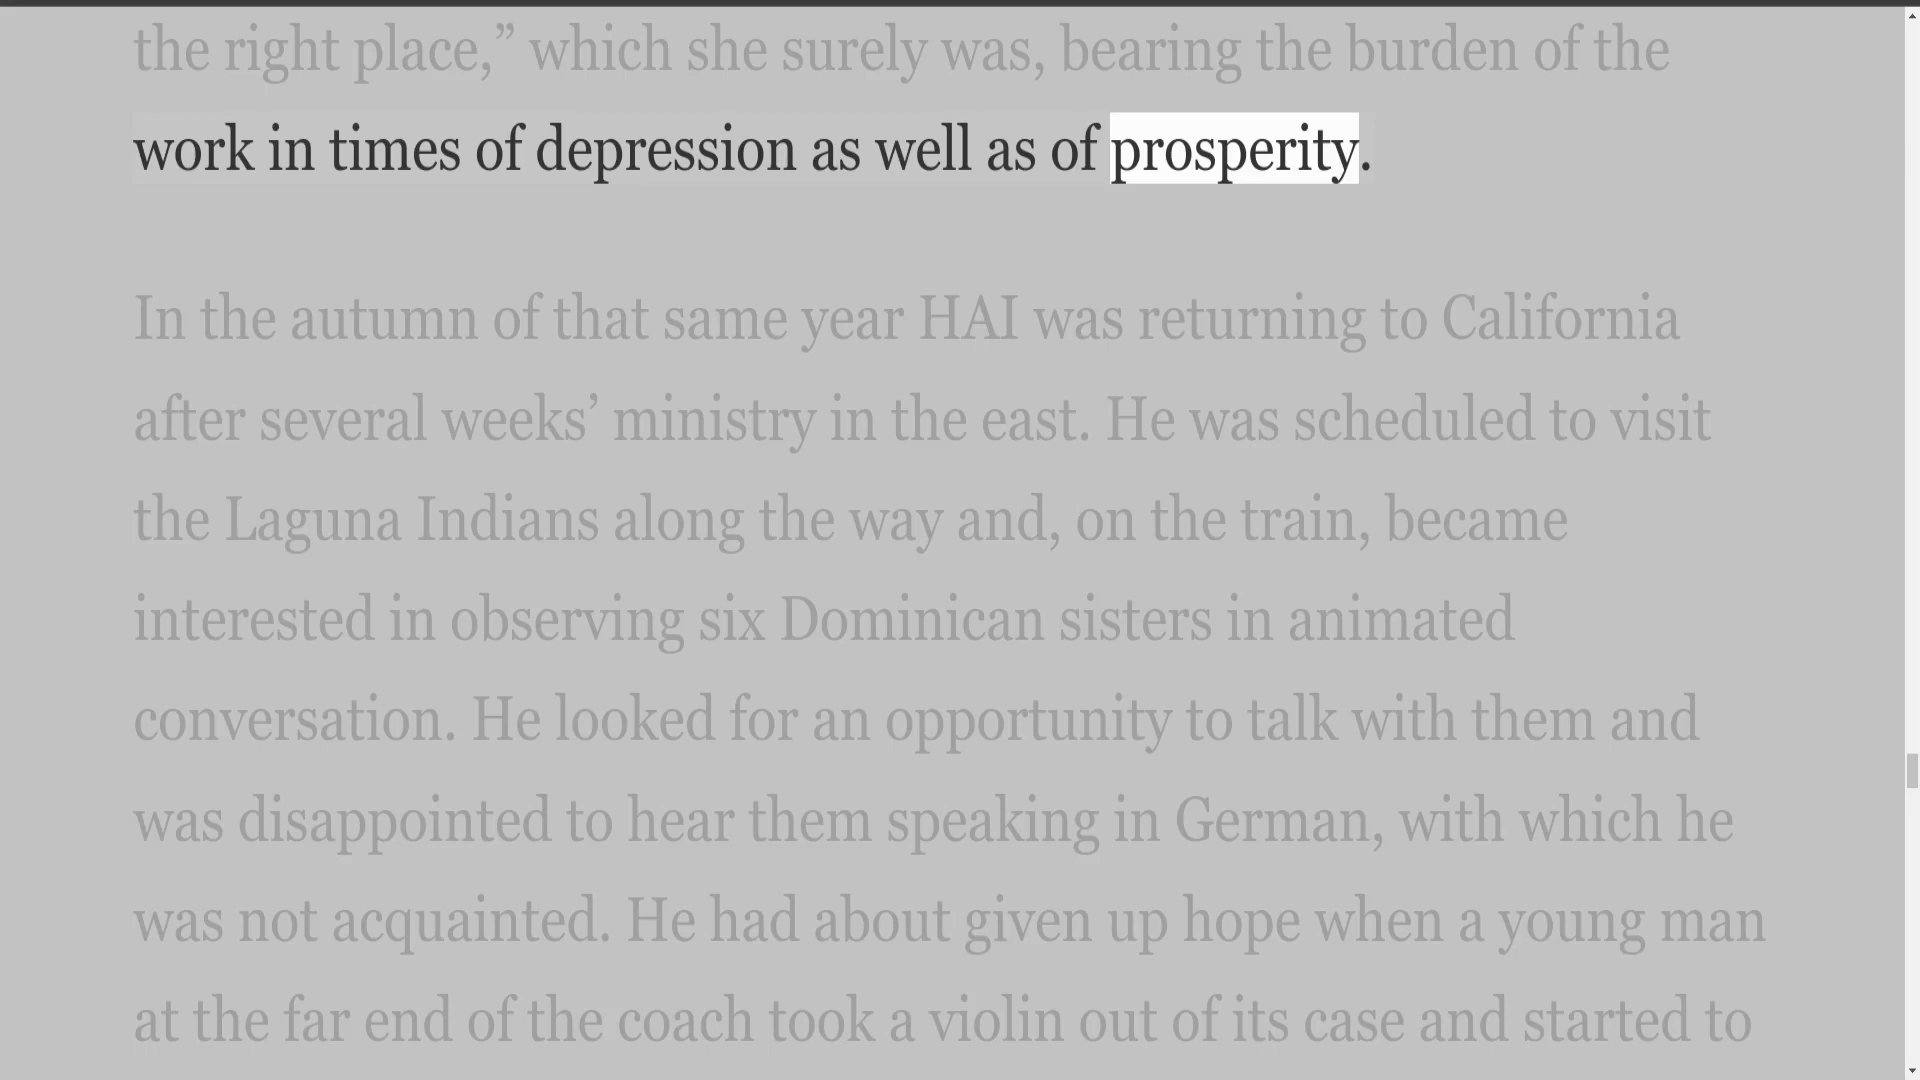 the right place,” which she surely was, bearing the burden of the
work in times of depression as well as of prosperity.
In the autumn of that same year HAI was returning to California
after several weeks’ ministry in the east. He was scheduled to visit
the Laguna Indians along the way and, on the train, became
interested in observing six Dominican sisters in animated
conversation. He looked for an opportunity to talk with them and
was disappointed to hear them speaking in German, with which he
was not acquainted. He had about given up hope when a young man
at the far end of the coach took a violin out of its case and started to